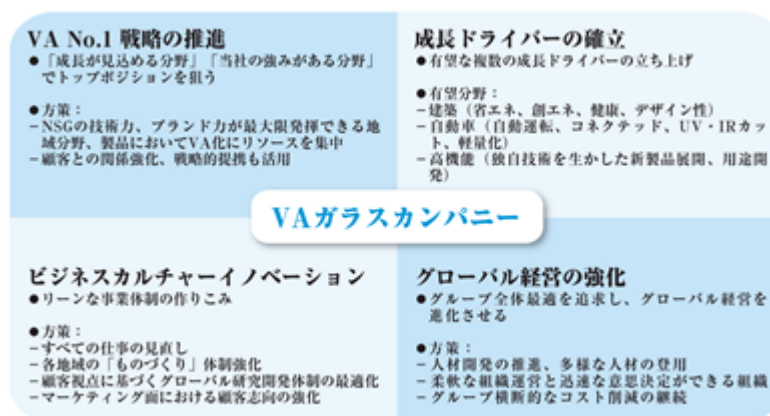 VA No.1 戦略の推進
●「成長が見込める分野」「当社の強みがある分野」
でトップポジションを狙う
●方策：
−NSGの技術力、ブランド力が最大限発揮できる地
域分野、製品においてVA化にリソースを集中
−顧客との関係強化、戦略的提携も活用
成長ドライバーの確立
●有望な複数の成長ドライバーの立ち上げ
●有望分野：
−建築（省エネ、創エネ、健康、デザイン性）
−自動車（自動運転、コネクテッド、UV・IRカッ
ト、軽量化）
−高機能（独自技術を生かした新製品展開、用途開
発）
VAガラスカンパニー
ビジネスカルチャーイノベーション
●リーンな事業体制の作りこみ
●方策：
−すべての仕事の見直し
−各地域の「ものづくり」体制強化
−顧客視点に基づくグローバル研究開発体制の最適化
−マーケティング面における顧客志向の強化
グローバル経営の強化
●グループ全体最適を追求し、グローバル経営を
進化させる
●方策：
−人材開発の推進、多様な人材の登用
−柔軟な組織運営と迅速な意思決定ができる組織
−グループ横断的なコスト削減の継続